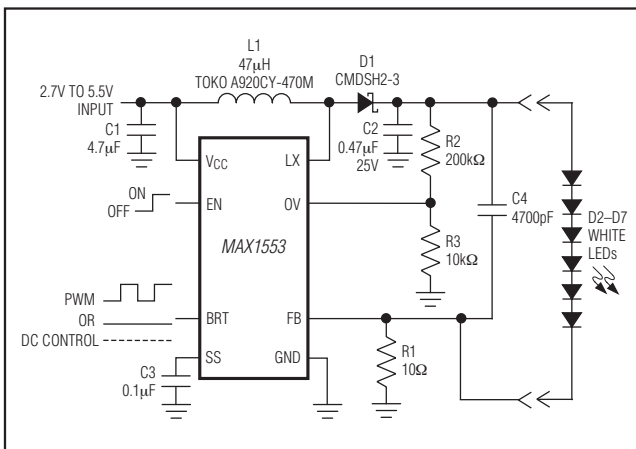 L1
47µH
TOKO A920CY-470M
D1
CMDSH2-3
2.7V TO 5.5V
INPUT
C1
4.7µF
C2
0.47µF
25V
R2
200kΩ
VCC
LX
ON
OFF
EN
OV
C4
4700pF
D2–D7
WHITE
LEDs
MAX1553
R3
10kΩ
PWM
OR
DC CONTROL
BRT
FB
SS
GND
R1
10Ω
C3
0.1µF